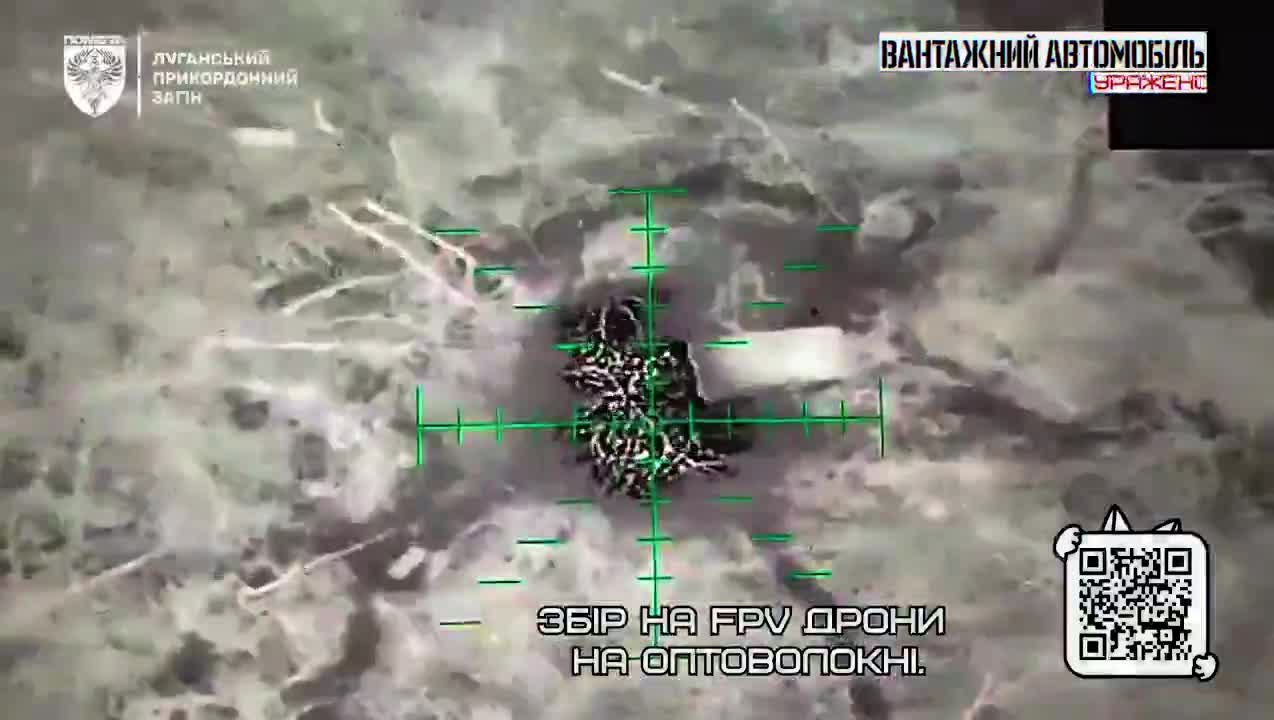 ЛУГАНСЬКИЙ
ПРИКОРДОННИЙ
ЗАГІН
ВАНТАЖНИЙ АВТОМОБІЛЬ
УРАЖЕНО
ЗБІР НА FPV ДРОНИ
НА ОПТОВОЛОКНІ.